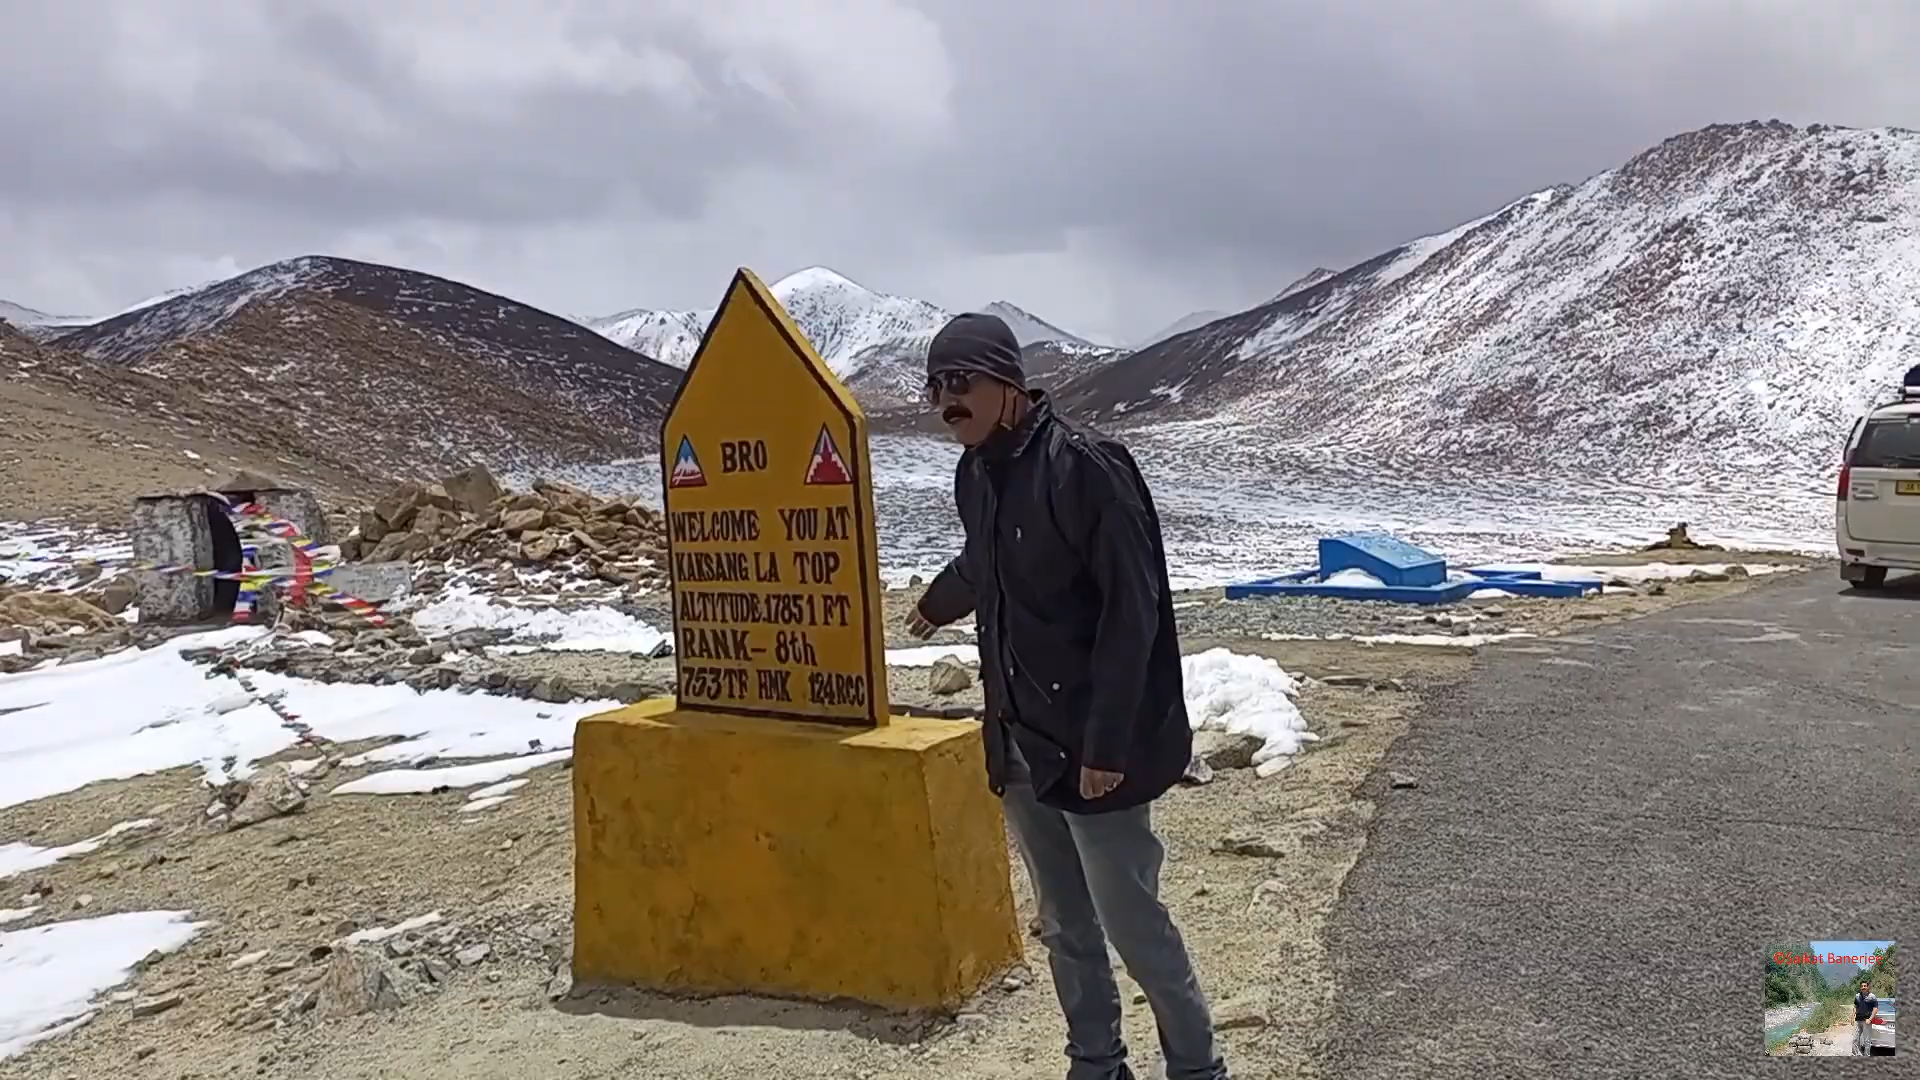 BRO
WELCOME YOU AT
KAKSANG LA TOP
ALTITUDE.17851 FT
RANK- 8th
753TF HMK 124RCC
©Saikat Banerjee